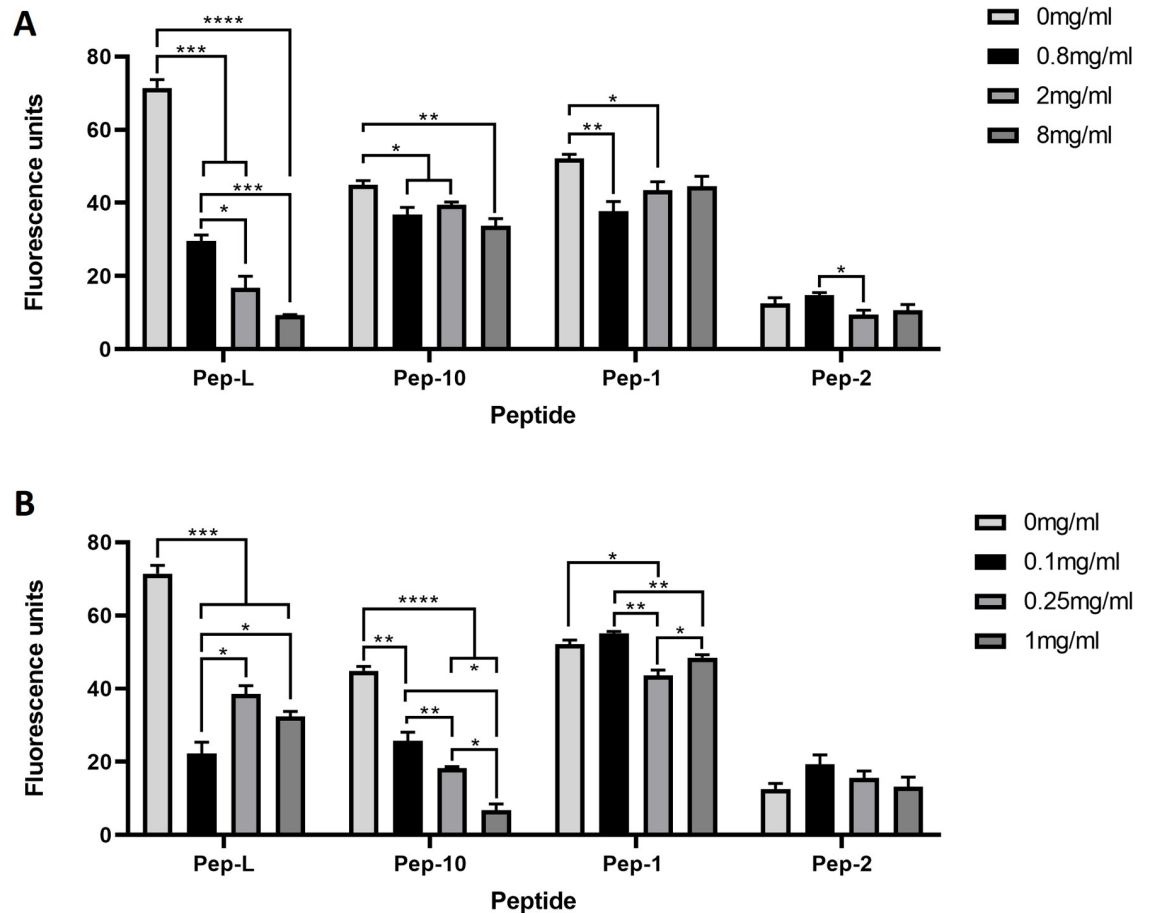 A
0mg/ml
0.8mg/ml
2mg/ml
8mg/ml
Fluorescence units
80
60
40
20
0
****
***
***
*
**
*
*
**
*
Pep-L Pep-10 Pep-1 Pep-2
Peptide
B
0mg/ml
0.1mg/ml
0.25mg/ml
1mg/ml
Fluorescence units
80
60
40
20
0
***
*
*
****
**
*
**
*
*
**
**
*
Pep-L Pep-10 Pep-1 Pep-2
Peptide